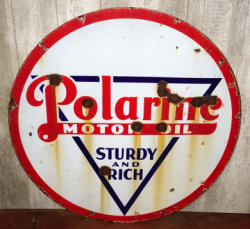 Polarine
MOTOR OIL
STURDY
AND
RICH